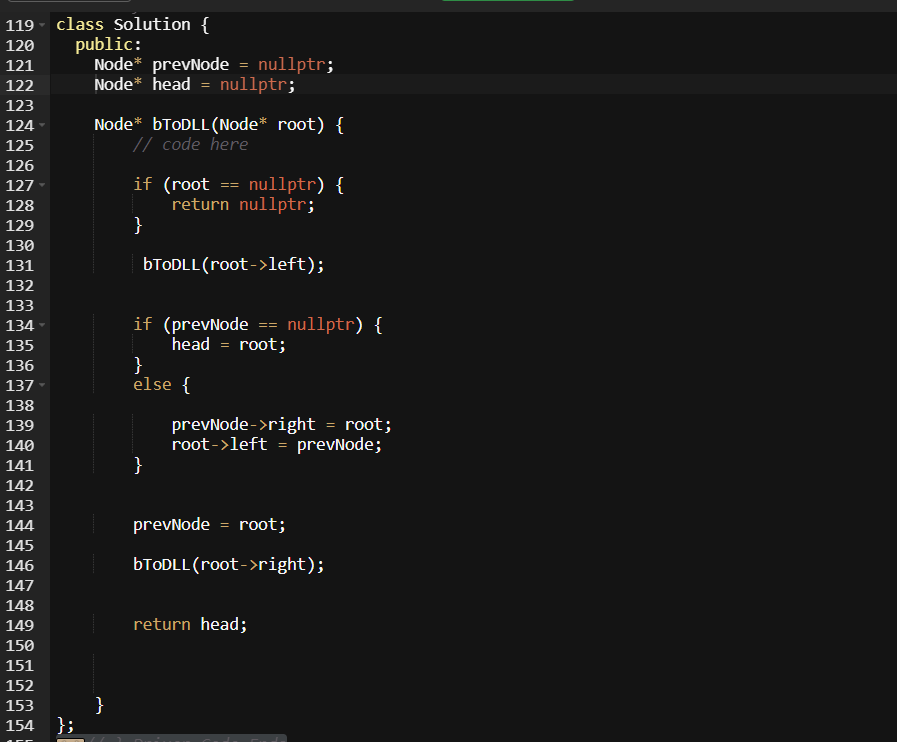 119 class Solution {
120 public:
121 Node* prevNode = nullptr;
122 Node* head = nullptr;
123
124 Node* bToDLL(Node* root) {
125 // code here
126
127 if (root == nullptr) {
128 return nullptr;
129 }
130
131 bToDLL(root->left);
132
133
134 if (prevNode == nullptr) {
135 head = root;
136 }
137 else {
138
139 prevNode->right = root;
140 root->left = prevNode;
141 }
142
143
144 prevNode = root;
145
146 bToDLL(root->right);
147
148
149 return head;
150
151
152
153 }
154 };